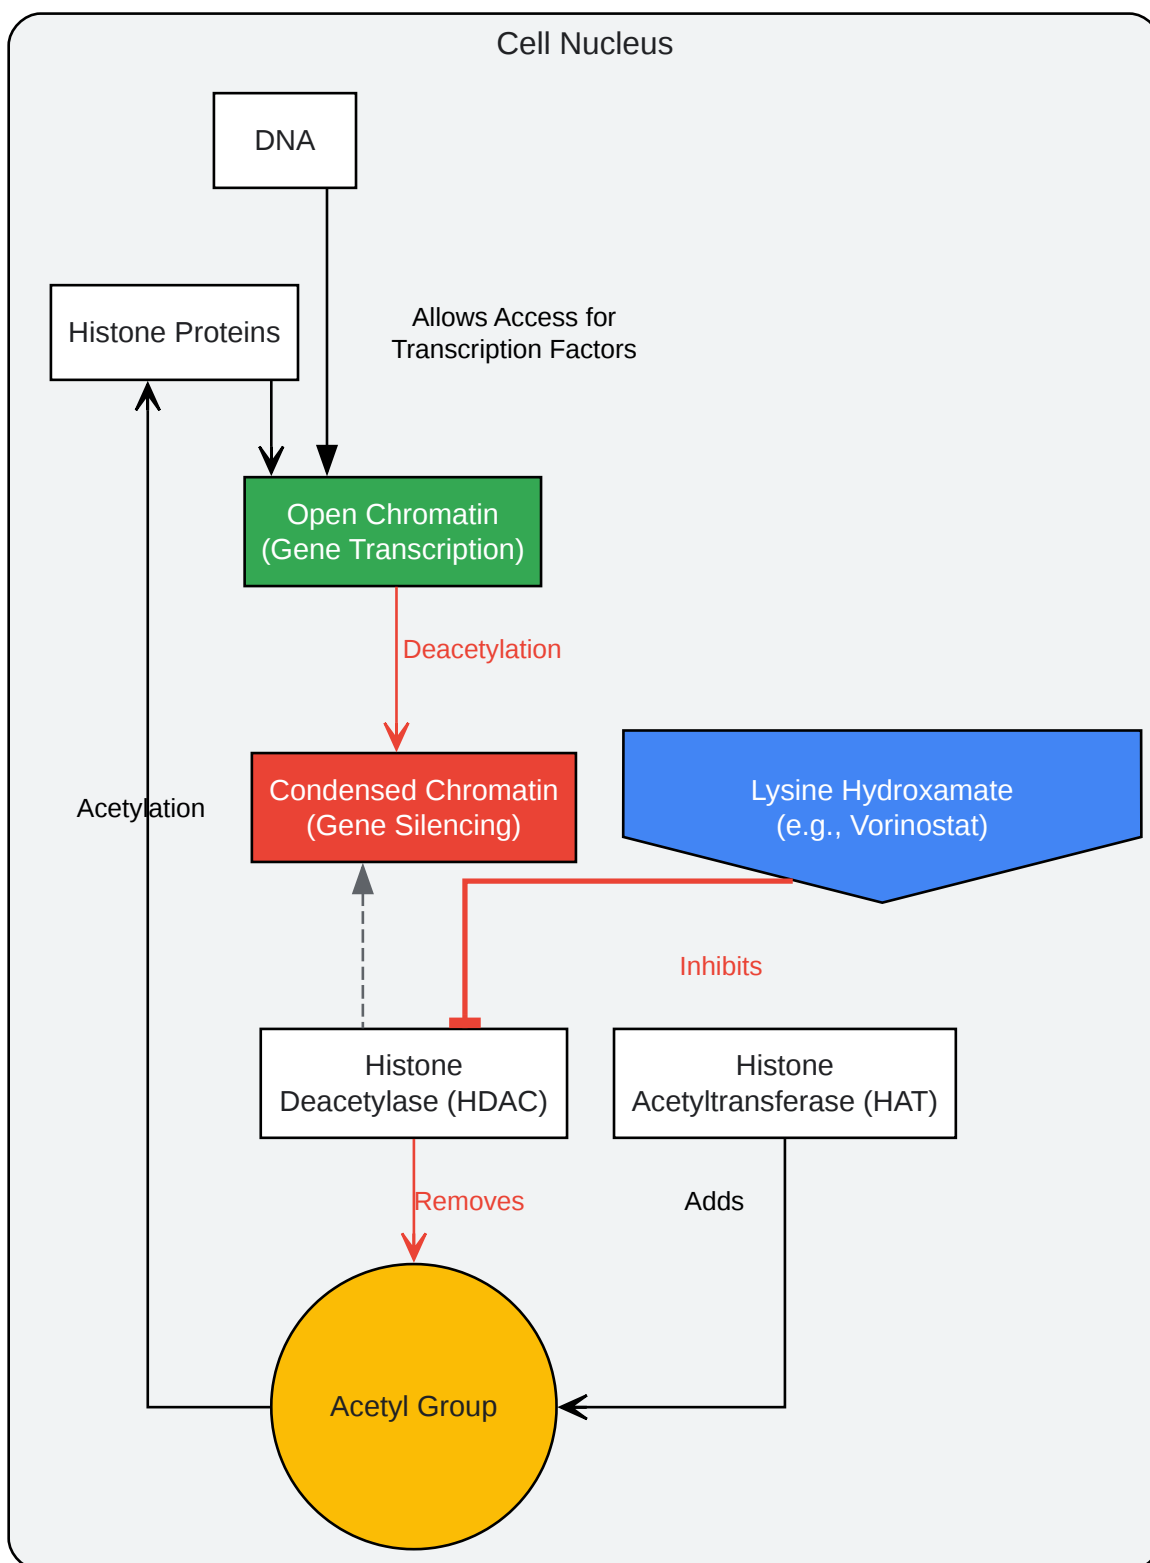 Cell Nucleus
DNA
Histone Proteins
Allows Access for
Transcription Factors
Open Chromatin
(Gene Transcription)
Deacetylation
Condensed Chromatin
(Gene Silencing)
Lysine Hydroxamate
(e.g., Vorinostat)
Acetylation
Inhibits
Histone
Deacetylase (HDAC)
Histone
Acetyltransferase (HAT)
Removes
Adds
Acetyl Group